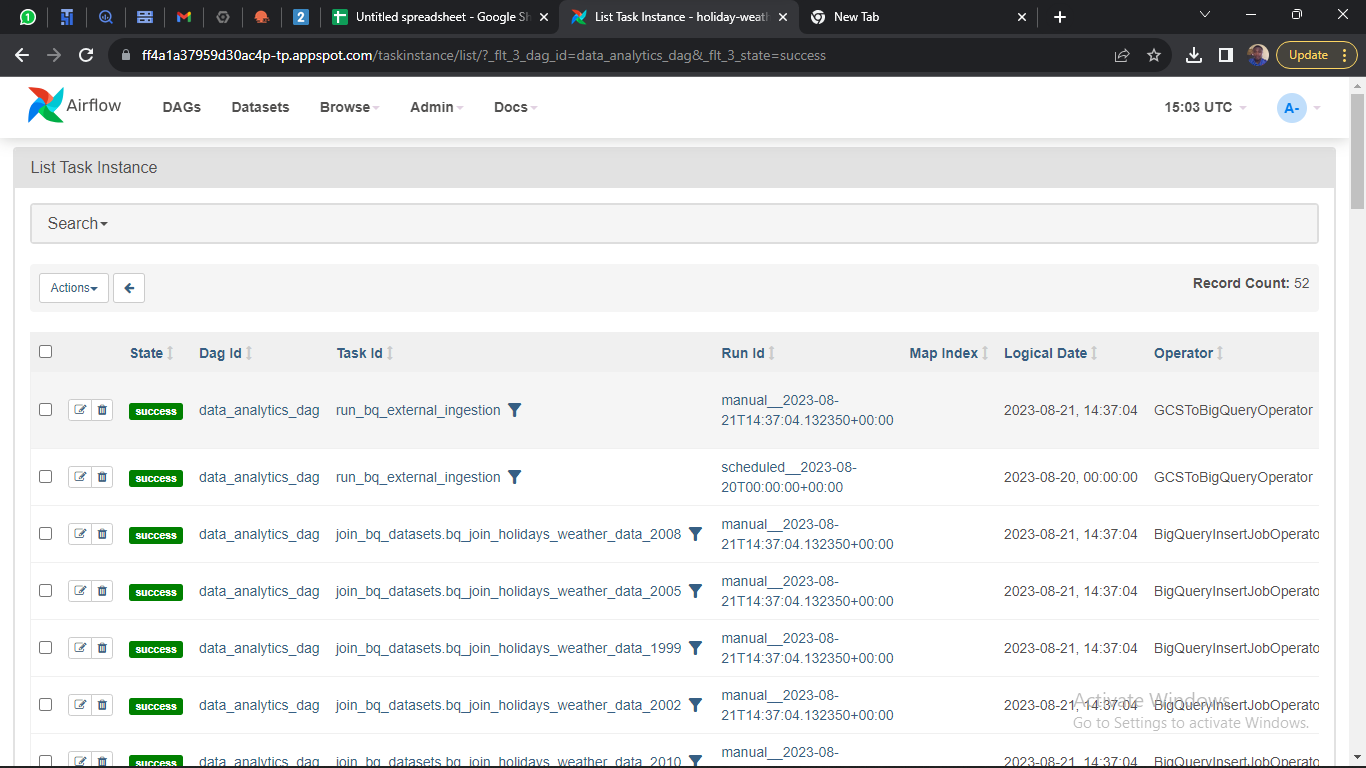 1
2
Untitled spreadsheet - Google Sh
List Task Instance - holiday-weath
New Tab
ff4a1a37959d30ac4p-tp.appspot.com/taskinstance/list/?_flt_3_dag_id=data_analytics_dag&_flt_3_state=success
Update
Airflow
DAGs
Datasets
Browse
Admin
Docs
15:03 UTC
A-
List Task Instance
Search
Actions
Record Count: 52
State Dag Id Task Id Run Id Map Index Logical Date Operator
success data_analytics_dag run_bq_external_ingestion manual__2023-08-
21T14:37:04.132350+00:00 2023-08-21, 14:37:04 GCSToBigQueryOperator
success data_analytics_dag run_bq_external_ingestion scheduled__2023-08-
20T00:00:00+00:00 2023-08-20, 00:00:00 GCSToBigQueryOperator
success data_analytics_dag join_bq_datasets.bq_join_holidays_weather_data_2008 manual__2023-08-
21T14:37:04.132350+00:00 2023-08-21, 14:37:04 BigQueryInsertJobOperato
success data_analytics_dag join_bq_datasets.bq_join_holidays_weather_data_2005 manual__2023-08-
21T14:37:04.132350+00:00 2023-08-21, 14:37:04 BigQueryInsertJobOperato
success data_analytics_dag join_bq_datasets.bq_join_holidays_weather_data_1999 manual__2023-08-
21T14:37:04.132350+00:00 2023-08-21, 14:37:04 BigQueryInsertJobOperato
success data_analytics_dag join_bq_datasets.bq_join_holidays_weather_data_2002 manual__2023-08-
21T14:37:04.132350+00:00 2023-08-21, 14:37:04 BigQueryInsertJobOperato
success data_analytics_dag join_bq_datasets.bq_join_holidays_weather_data_2010 manual__2023-08-
2023-08-21, 14:37:04 BigQueryInsertJobOperato
Activate Windows
Go to Settings to activate Windows.